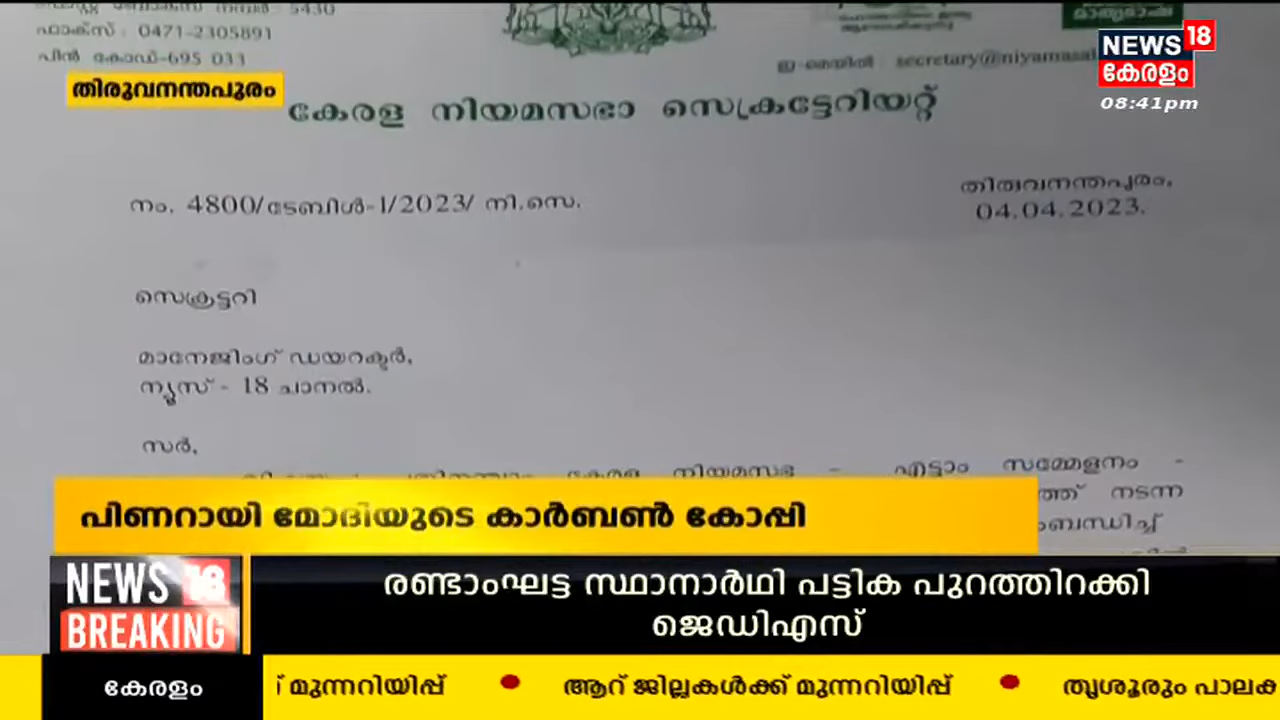 5430
ഫാക്സ് : 0471-2305891
പിൻ കോഡ്-695 033
ഇ-മെയിൽ
NEWS 18
കേരളം
08:41pm
തിരുവനന്തപുരം
കേരള നിയമസഭാ സെക്രട്ടേറിയറ്റ്
നം. 4800/ടേബിൾ-1/2023/ നി.സെ.
തിരുവനന്തപുരം,
04.04.2023.
സെക്രട്ടറി
മാനേജിംഗ് ഡയറക്ടർ,
ന്യൂസ് - 18 ചാനൽ.
സർ,
കേരള നിയമസഭ - എട്ടാം സമ്മേളനം -
നടന്ന
പിണറായി മോദിയുടെ കാർബൺ കോപ്പി
NEWS 18
BREAKING
രണ്ടാംഘട്ട സ്ഥാനാർഥി പട്ടിക പുറത്തിറക്കി
ജെഡിഎസ്
കേരളം
മുന്നറിയിപ്പ് • ആറ് ജില്ലകൾക്ക് മുന്നറിയിപ്പ് • തൃശൂരും